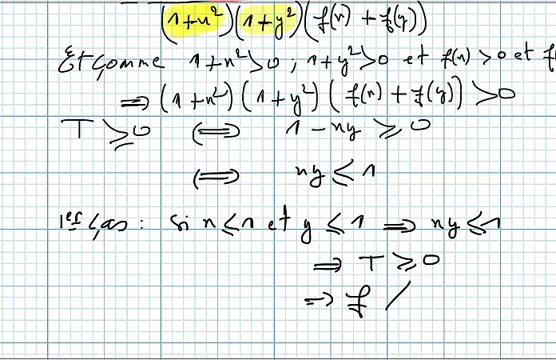 (1+x²)(1+y²)(f(x) + f(y))
Et comme 1+x²>0 ; 1+y²>0 et f(x)>0 et f
⟹ (1+x²)(1+y²)(f(x)+f(y))>0
T ≥ 0 ⟺ 1-xy ≥ 0
⟺ xy ≤ 1
1er cas : si x ≤ 1 et y ≤ 1 ⟹ xy ≤ 1
⟹ T ≥ 0
⟹ f /